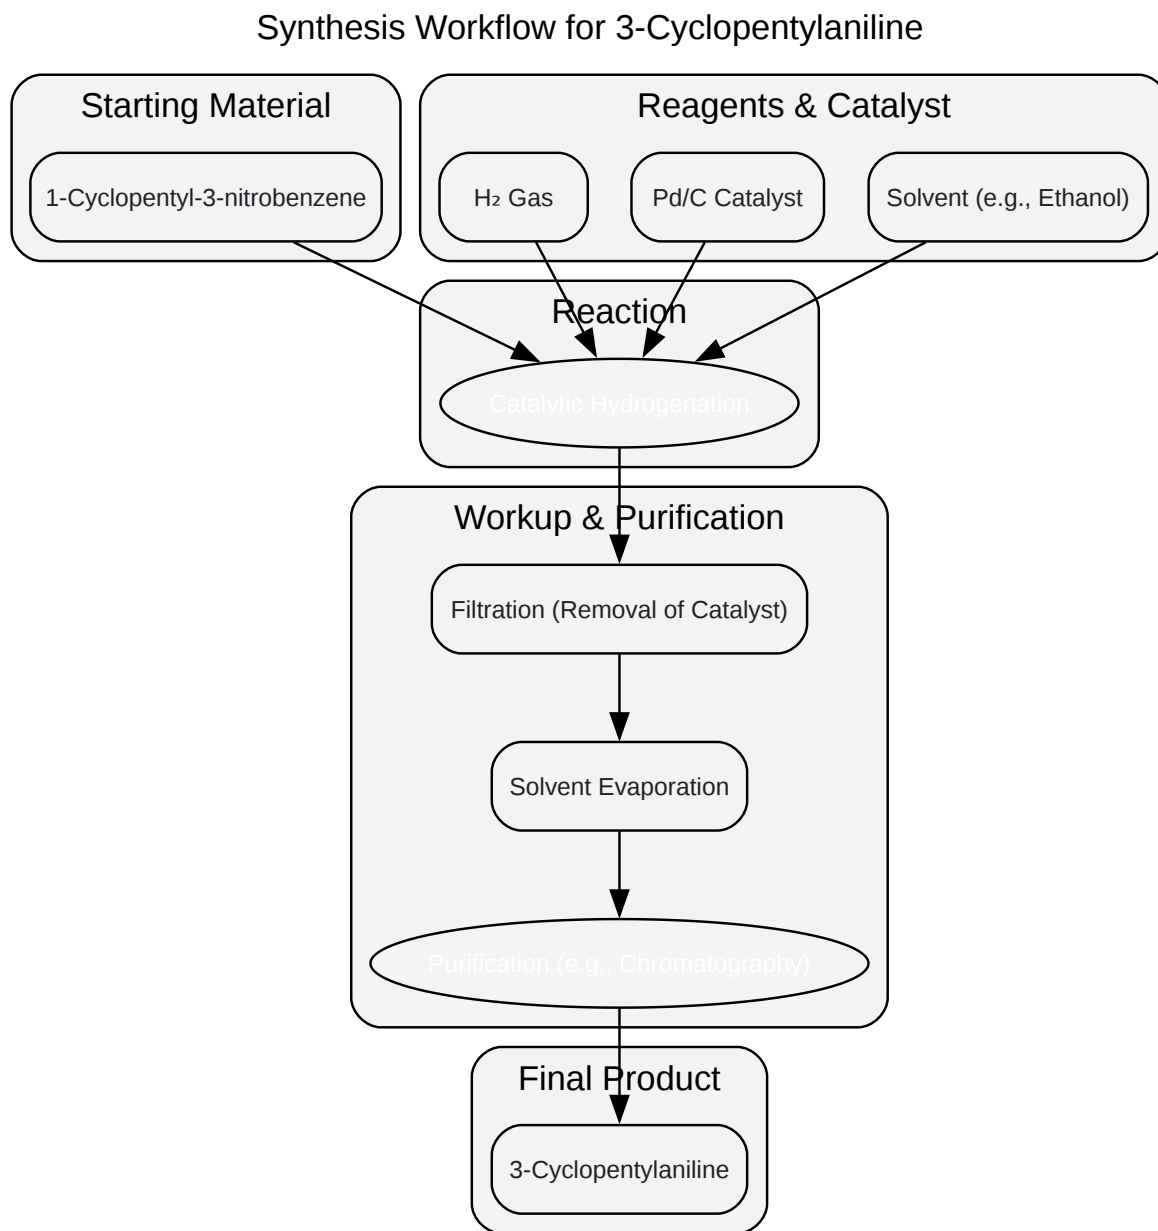 Synthesis Workflow for 3-Cyclopentylaniline
Starting Material
Reagents & Catalyst
1-Cyclopentyl-3-nitrobenzene
H₂ Gas
Pd/C Catalyst
Solvent (e.g., Ethanol)
Reaction
Catalytic Hydrogenation
Workup & Purification
Filtration (Removal of Catalyst)
Solvent Evaporation
Purification (e.g., Chromatography)
Final Product
3-Cyclopentylaniline